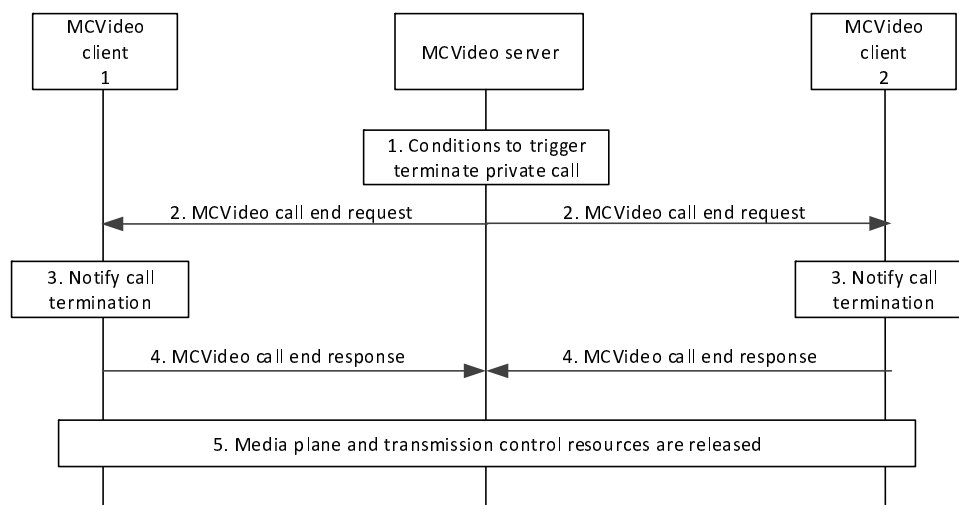 MCVideo
client
1
MCVideo server
MCVideo
client
2
1. Conditions to trigger
terminate private call
2. MCVideo call end request
2. MCVideo call end request
3. Notify call
termination
3. Notify call
termination
4. MCVideo call end response
4. MCVideo call end response
5. Media plane and transmission control resources are released